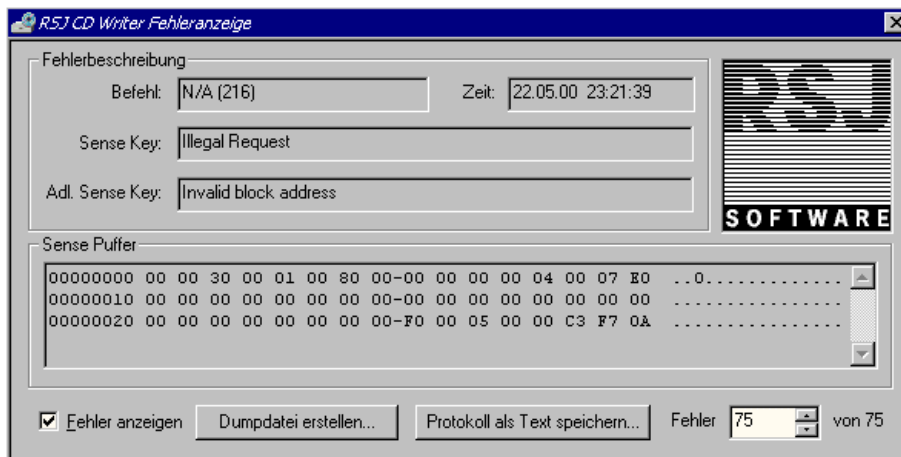 RSJ CD Writer Fehleranzeige
Fehlerbeschreibung
Befehl: N/A (216) Zeit: 22.05.00 23:21:39
Sense Key: Illegal Request
Adl. Sense Key: Invalid block address
RSJ
SOFTWARE
Sense Puffer
00000000 00 00 30 00 01 00 80 00-00 00 00 00 04 00 07 E0 ..0.............
00000010 00 00 00 00 00 00 00 00-00 00 00 00 00 00 00 00 ................
00000020 00 00 00 00 00 00 00 00-F0 00 05 00 00 C3 F7 0A ................
Fehler anzeigen Dumpdatei erstellen... Protokoll als Text speichern... Fehler 75 von 75